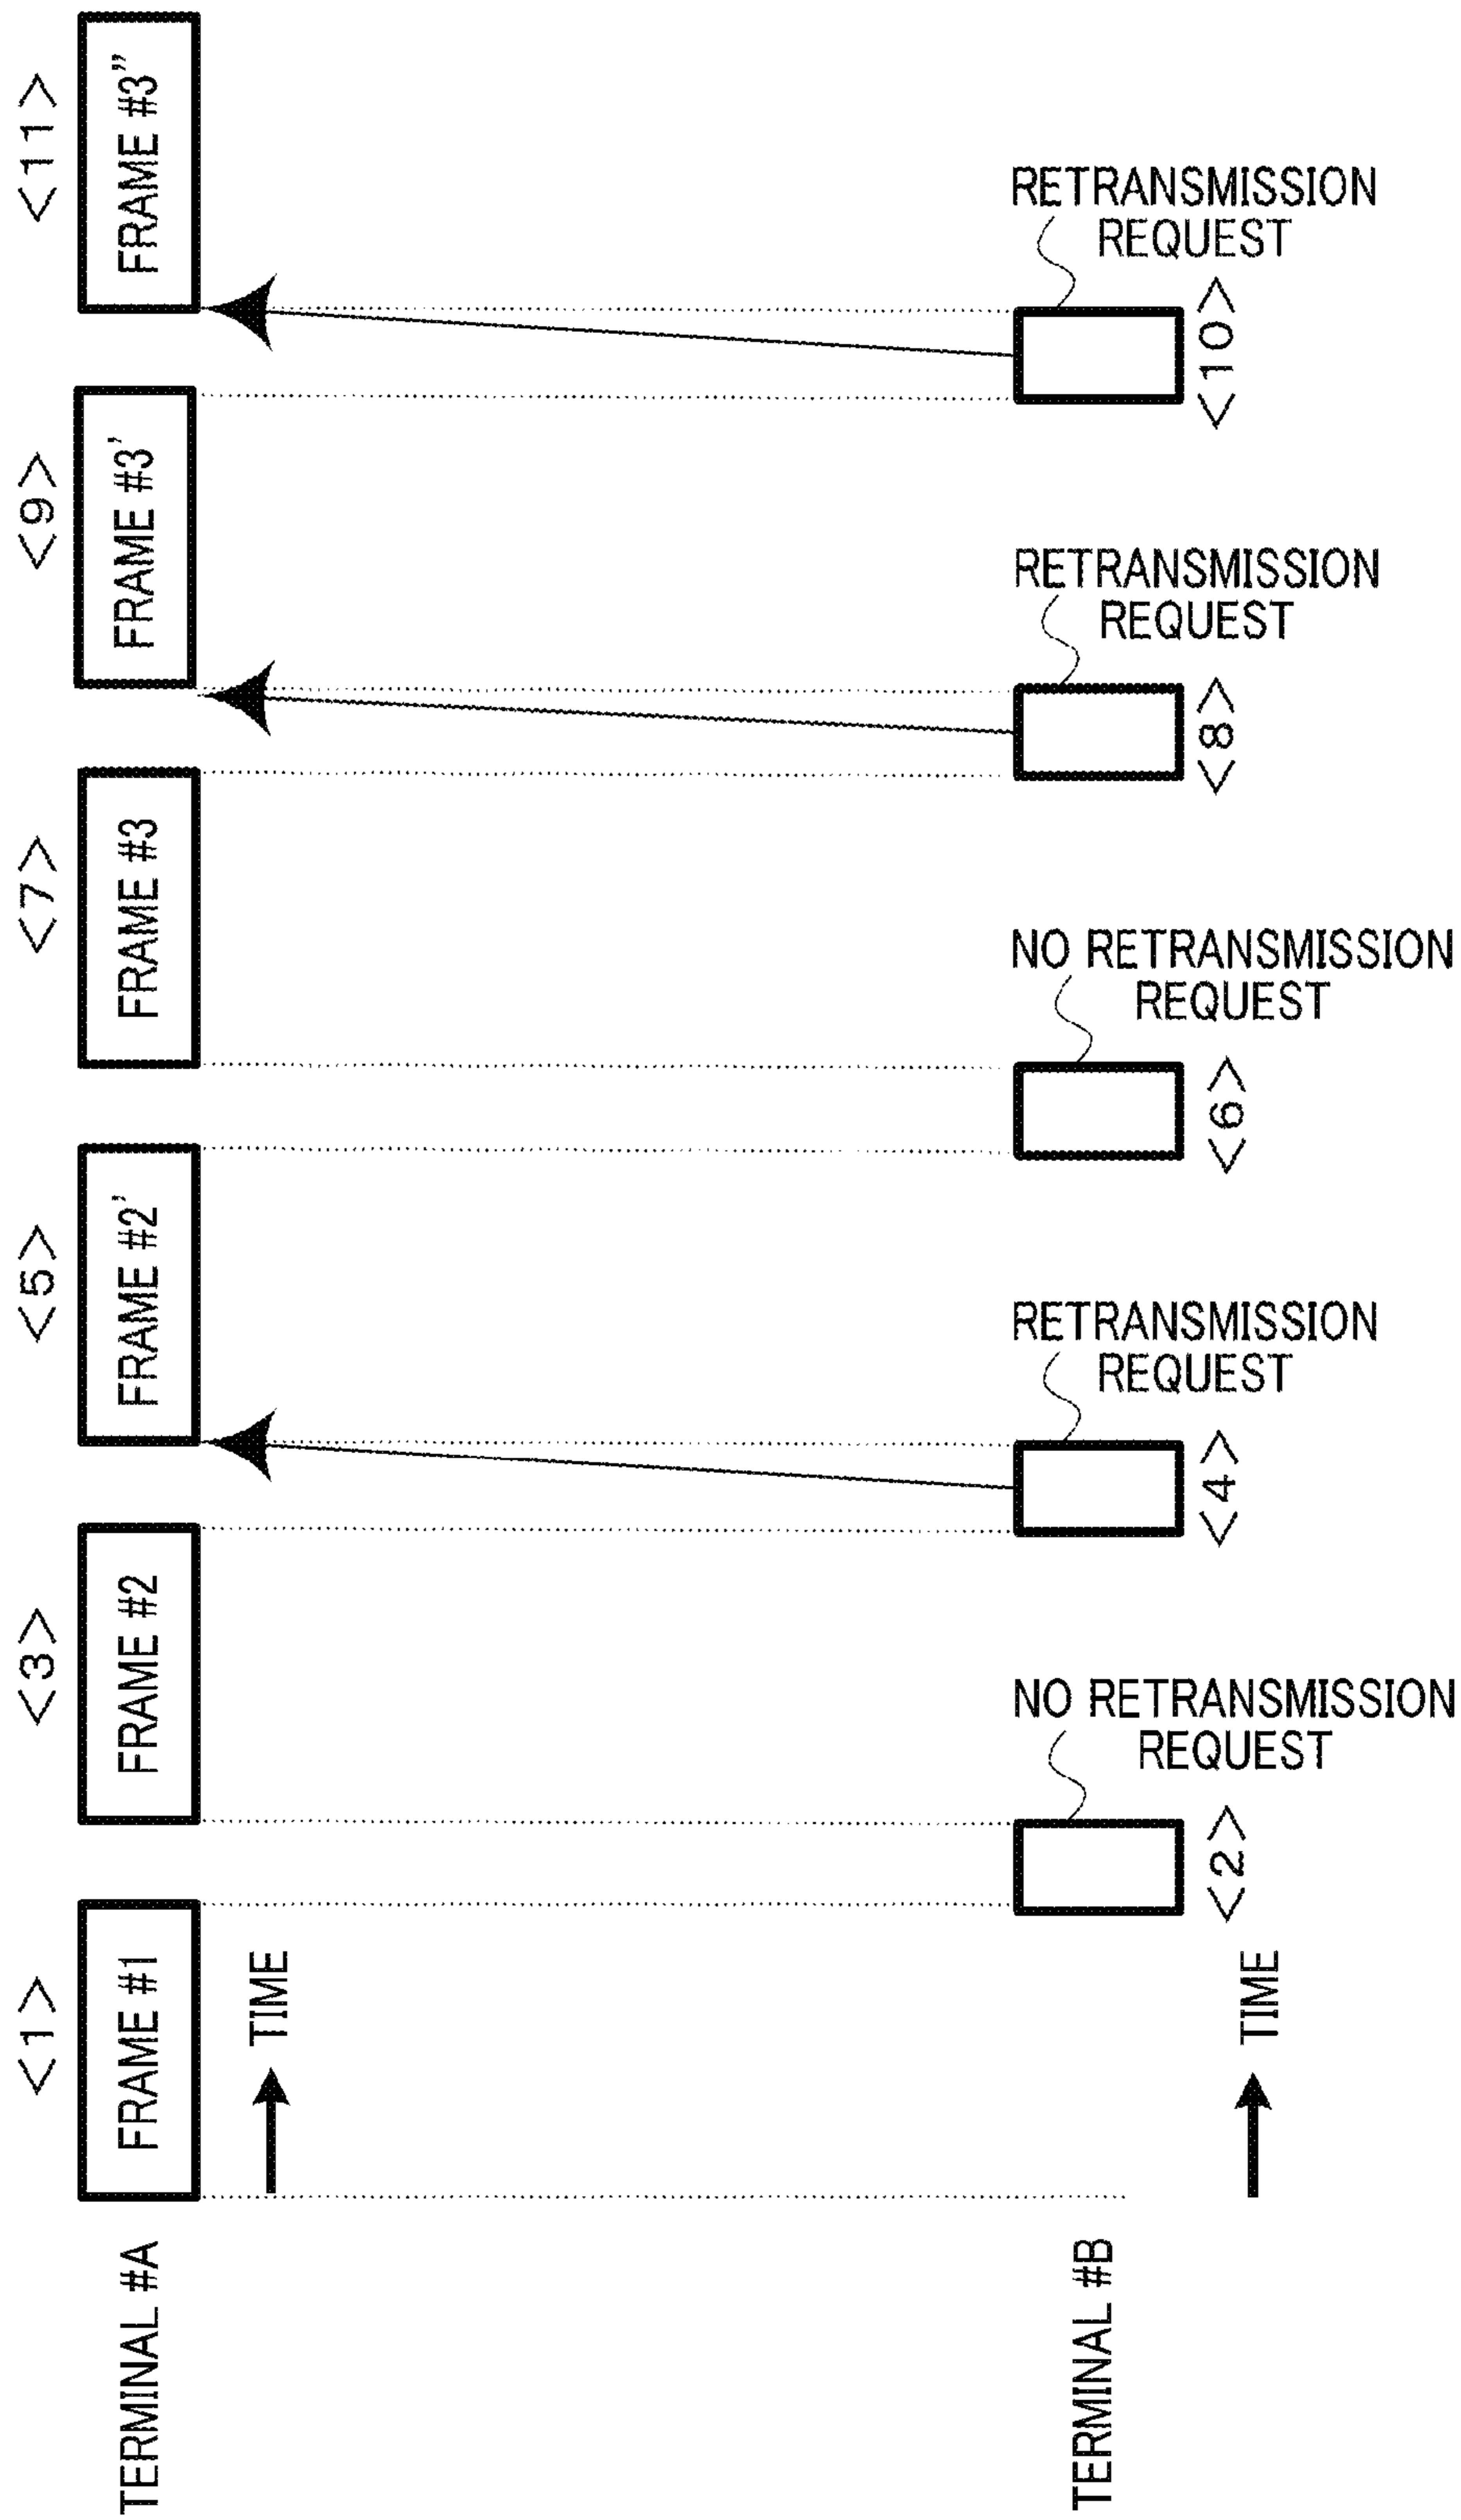 <1>
<3>
<5>
<7>
<9>
<11>
TERMINAL #A
FRAME #1
FRAME #2
FRAME #2'
FRAME #3
FRAME #3'
FRAME #3"
TIME
NO RETRANSMISSION
REQUEST
RETRANSMISSION
REQUEST
NO RETRANSMISSION
REQUEST
RETRANSMISSION
REQUEST
RETRANSMISSION
REQUEST
TERMINAL #B
<2>
<4>
<6>
<8>
<10>
TIME